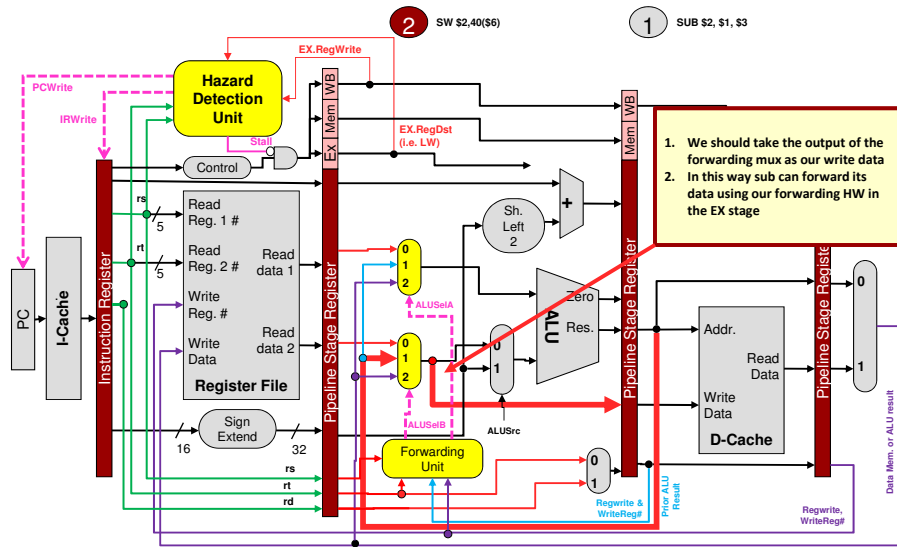 2
SW $2,40($6)
1
SUB $2, $1, $3
EX.RegWrite
Hazard
Detection
Unit
PCWrite
IRWrite
Stall
WB
Mem
Ex
EX.RegDst
(i.e. LW)
WB
Mem
1. We should take the output of the
forwarding mux as our write data
2. In this way sub can forward its
data using our forwarding HW in
the EX stage
Control
PC
I-Cache
Instruction Register
rs
5
rt
5
Read
Reg. 1 #
Read
Reg. 2 #
Write
Reg. #
Write
Data
Read
data 1
Read
data 2
Register File
Pipeline Stage Register
0
1
2
ALUSelA
0
1
2
ALUSelB
Sh.
Left
2
+
0
1
ALUSrc
ALU
Zero
Res.
Pipeline Stage Register
Addr.
Read
Data
Write
Data
D-Cache
Pipeline Stage Register
0
1
16
Sign
Extend
32
Forwarding
Unit
rs
rt
rd
0
1
Regwrite &
WriteReg#
Prior ALU
Result
Regwrite,
WriteReg#
Data Mem. or ALU result